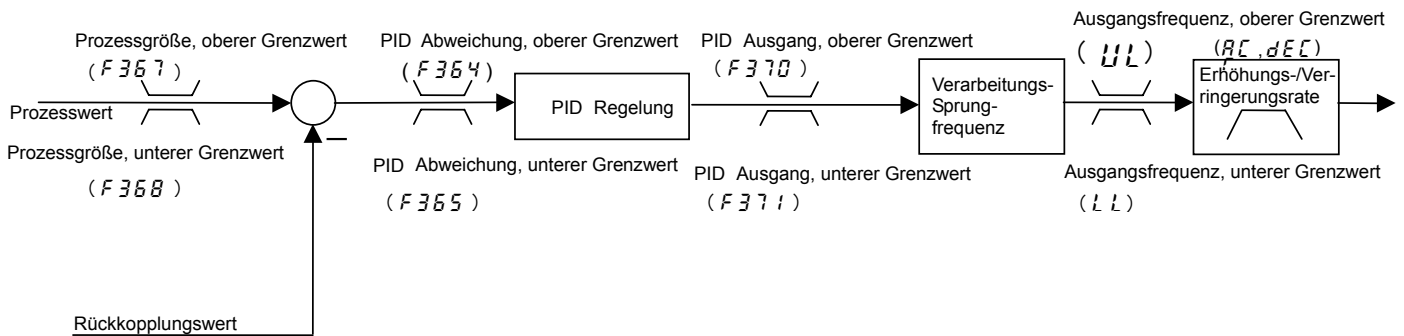 Prozessgröße, oberer Grenzwert
(F367)
Prozesswert
Prozessgröße, unterer Grenzwert
(F368)
Rückkopplungswert
PID Abweichung, oberer Grenzwert
(F364)
PID Abweichung, unterer Grenzwert
(F365)
PID Regelung
PID Ausgang, oberer Grenzwert
(F370)
PID Ausgang, unterer Grenzwert
(F371)
Verarbeitungs-
Sprung-
frequenz
Ausgangsfrequenz, oberer Grenzwert
(UL)
Ausgangsfrequenz, unterer Grenzwert
(LL)
(AC, dEC)
Erhöhungs-/Ver-
ringerungsrate